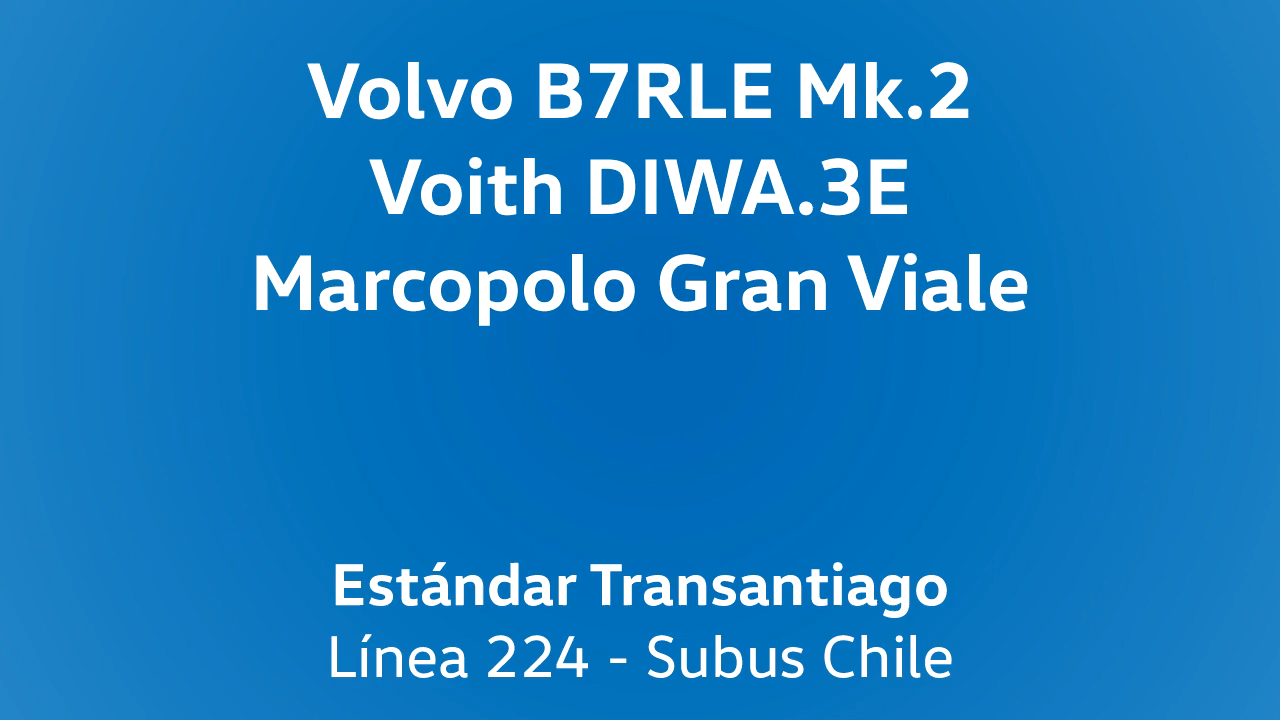 Volvo B7RLE Mk.2
Voith DIWA.3E
Marcopolo Gran Viale
Estándar Transantiago
Línea 224 - Subus Chile